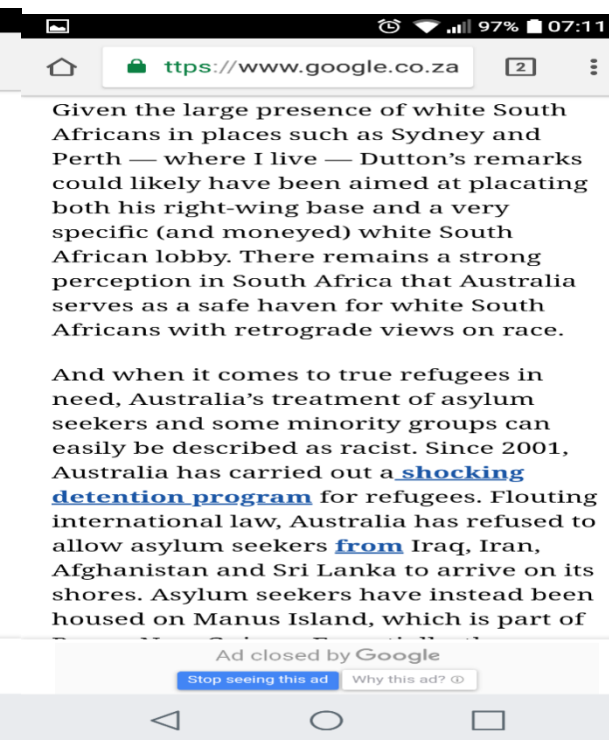 97% 07:11
ttps://www.google.co.za 2
Given the large presence of white South
Africans in places such as Sydney and
Perth — where I live — Dutton's remarks
could likely have been aimed at placating
both his right-wing base and a very
specific (and moneyed) white South
African lobby. There remains a strong
perception in South Africa that Australia
serves as a safe haven for white South
Africans with retrograde views on race.
And when it comes to true refugees in
need, Australia's treatment of asylum
seekers and some minority groups can
easily be described as racist. Since 2001,
Australia has carried out a shocking
detention program for refugees. Flouting
international law, Australia has refused to
allow asylum seekers from Iraq, Iran,
Afghanistan and Sri Lanka to arrive on its
shores. Asylum seekers have instead been
housed on Manus Island, which is part of
Ad closed by Google
Stop seeing this ad Why this ad?